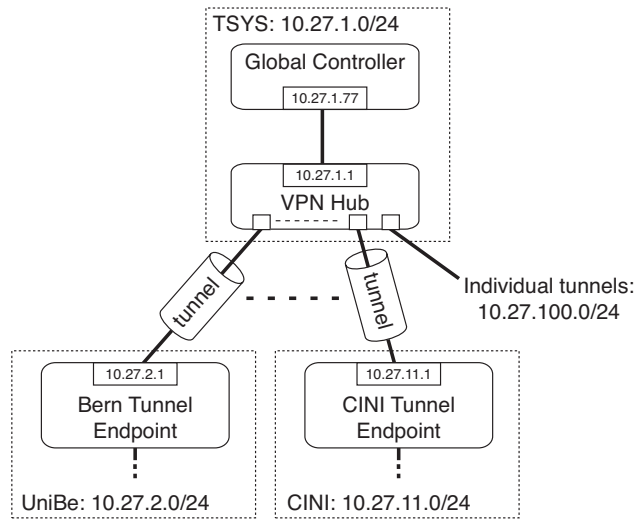 TSYS: 10.27.1.0/24
Global Controller
10.27.1.77
10.27.1.1
VPN Hub
tunnel
tunnel
Individual tunnels:
10.27.100.0/24
10.27.2.1
Bern Tunnel
Endpoint
10.27.11.1
CINI Tunnel
Endpoint
UniBe: 10.27.2.0/24
CINI: 10.27.11.0/24